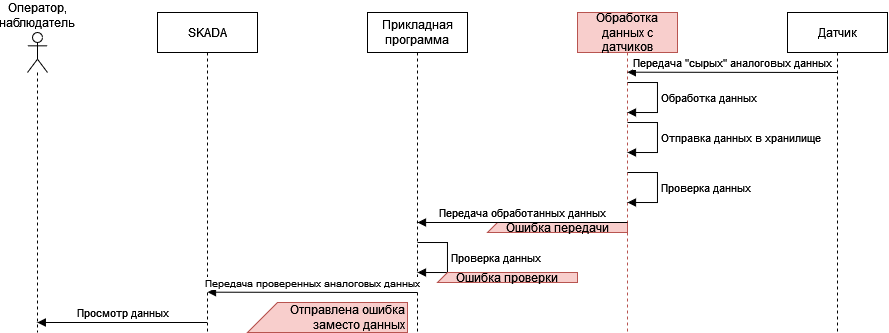 Оператор,
наблюдатель
SKADA
Прикладная
программа
Обработка
данных с
датчиков
Датчик
Передача "сырых" аналоговых данных
Обработка данных
Отправка данных в хранилище
Проверка данных
Передача обработанных данных
Ошибка передачи
Проверка данных
Ошибка проверки
Передача проверенных аналоговых данных
Отправлена ошибка
заместо данных
Просмотр данных